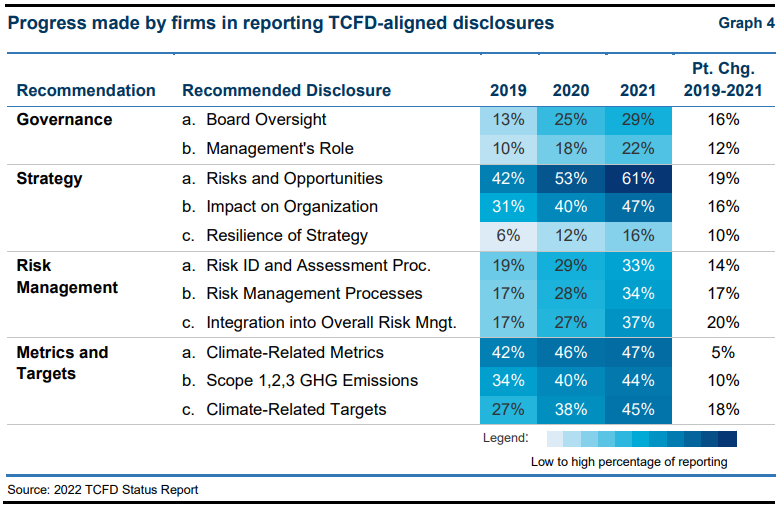 Progress made by firms in reporting TCFD-aligned disclosures Graph 4
Pt. Chg.
Recommendation Recommended Disclosure 2019 2020 2021 2019-2021
Governance a. Board Oversight 13% 25% 29% 16%
b. Management's Role 10% 18% 22% 12%
Strategy a. Risks and Opportunities 42% 53% 61% 19%
b. Impact on Organization 31% 40% 47% 16%
c. Resilience of Strategy 6% 12% 16% 10%
Risk a. Risk ID and Assessment Proc. 19% 29% 33% 14%
Management b. Risk Management Processes 17% 28% 34% 17%
c. Integration into Overall Risk Mngt. 17% 27% 37% 20%
Metrics and a. Climate-Related Metrics 42% 46% 47% 5%
Targets b. Scope 1,2,3 GHG Emissions 34% 40% 44% 10%
c. Climate-Related Targets 27% 38% 45% 18%
Legend:
Low to high percentage of reporting
Source: 2022 TCFD Status Report